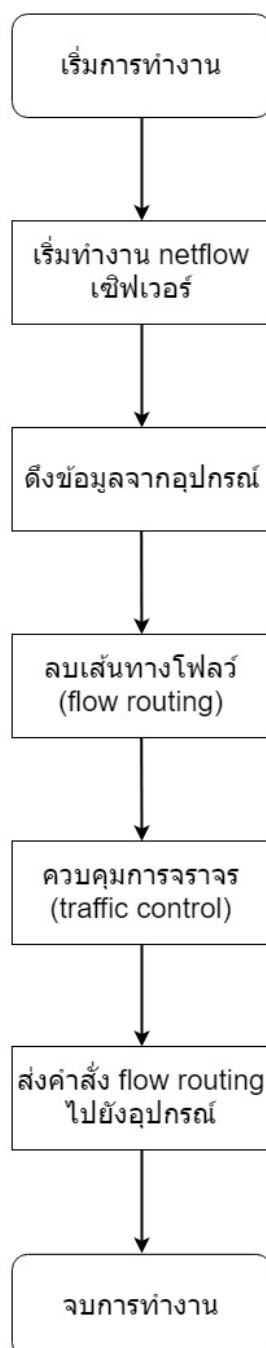 เริ่มการทำงาน
เริ่มทำงาน netflow
เซิฟเวอร์
ดึงข้อมูลจากอุปกรณ์
ลบเส้นทางโฟลว์
(flow routing)
ควบคุมการจราจร
(traffic control)
ส่งคำสั่ง flow routing
ไปยังอุปกรณ์
จบการทำงาน